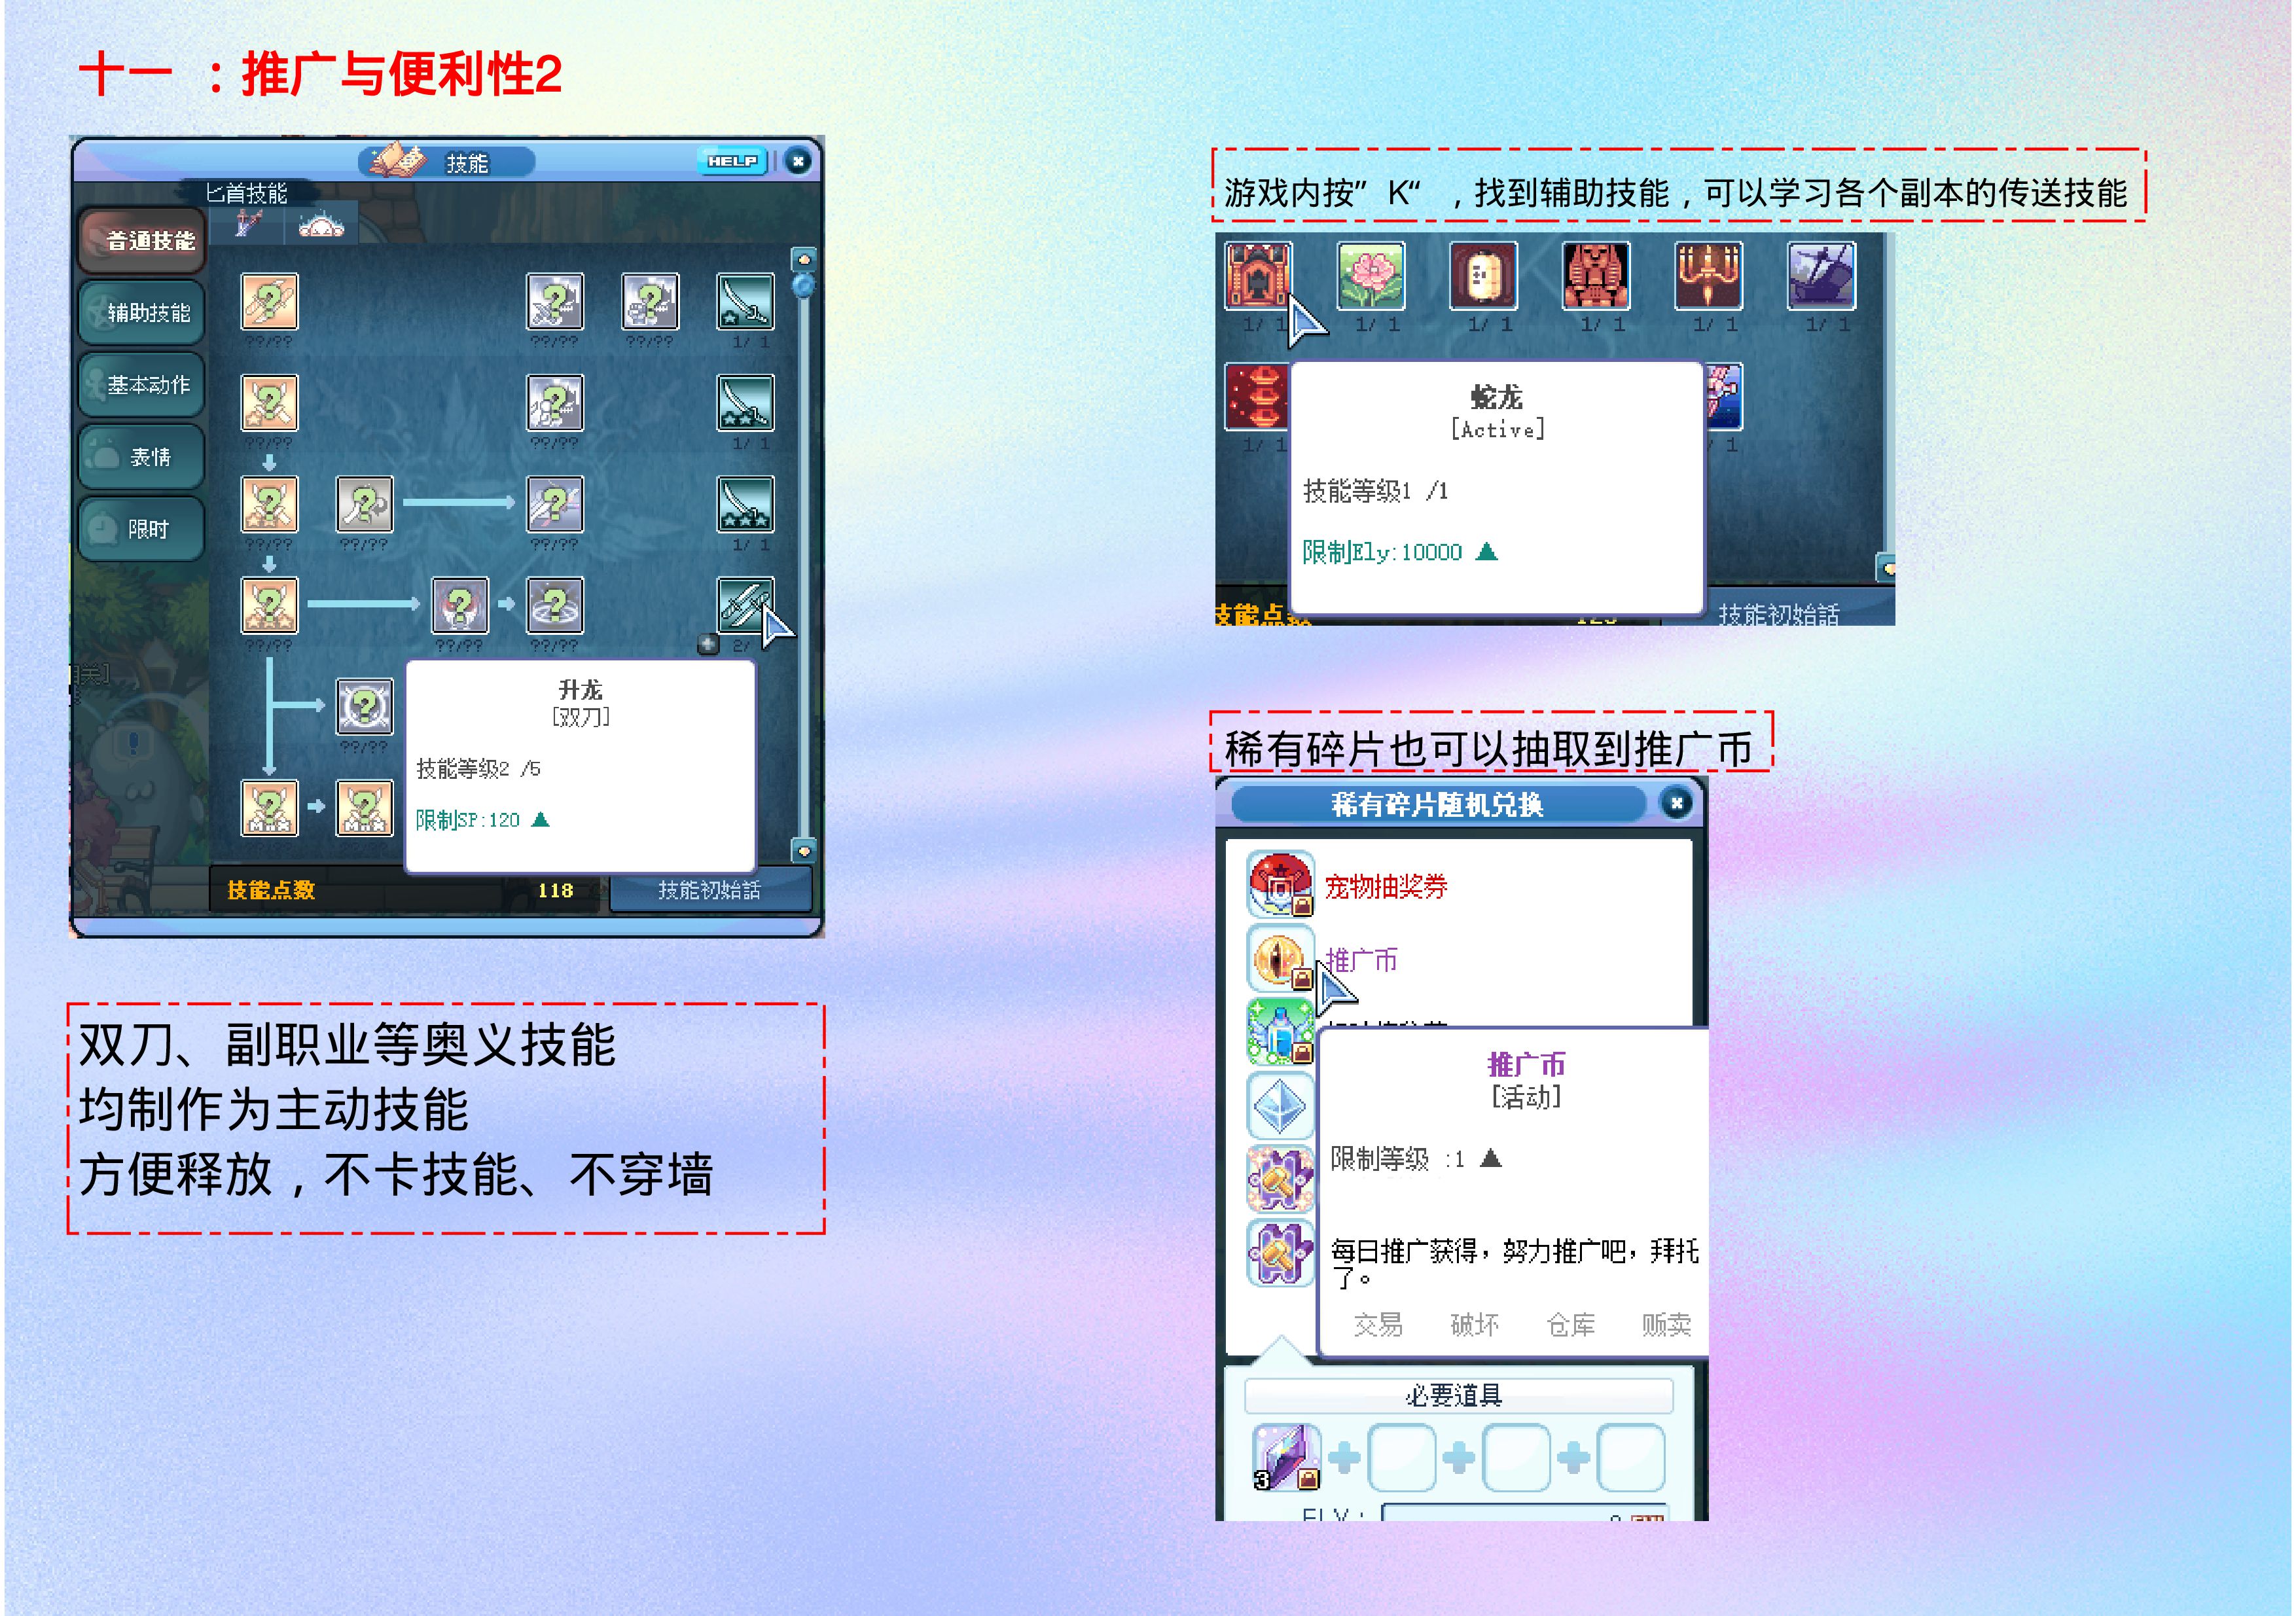 十一 ：推广与便利性2
技能
HELP
匕首技能
普通技能
辅助技能
基本动作
表情
限时
??/??
??/??
??/??
1/ 1
??/??
??/??
1/ 1
??/??
??/??
??/??
1/ 1
??/??
??/??
??/??
2/
??/??
升龙
[双刀]
技能等级2 /5
限制SP:120 ▲
技能点数
118
技能初始話
双刀、副职业等奥义技能
均制作为主动技能
方便释放，不卡技能、不穿墙
游戏内按”K“，找到辅助技能，可以学习各个副本的传送技能
1/ 1
1/ 1
1/ 1
1/ 1
1/ 1
1/ 1
1/ 1
/ 1
蛇龙
[Active]
技能等级1 /1
限制Ely:10000 ▲
技能点数
技能初始話
稀有碎片也可以抽取到推广币
稀有碎片随机兑换
宠物抽奖券
推广币
推广币
[活动]
限制等级 :1 ▲
每日推广获得，努力推广吧，拜托
了。
交易 破坏 仓库 贩卖
必要道具
3